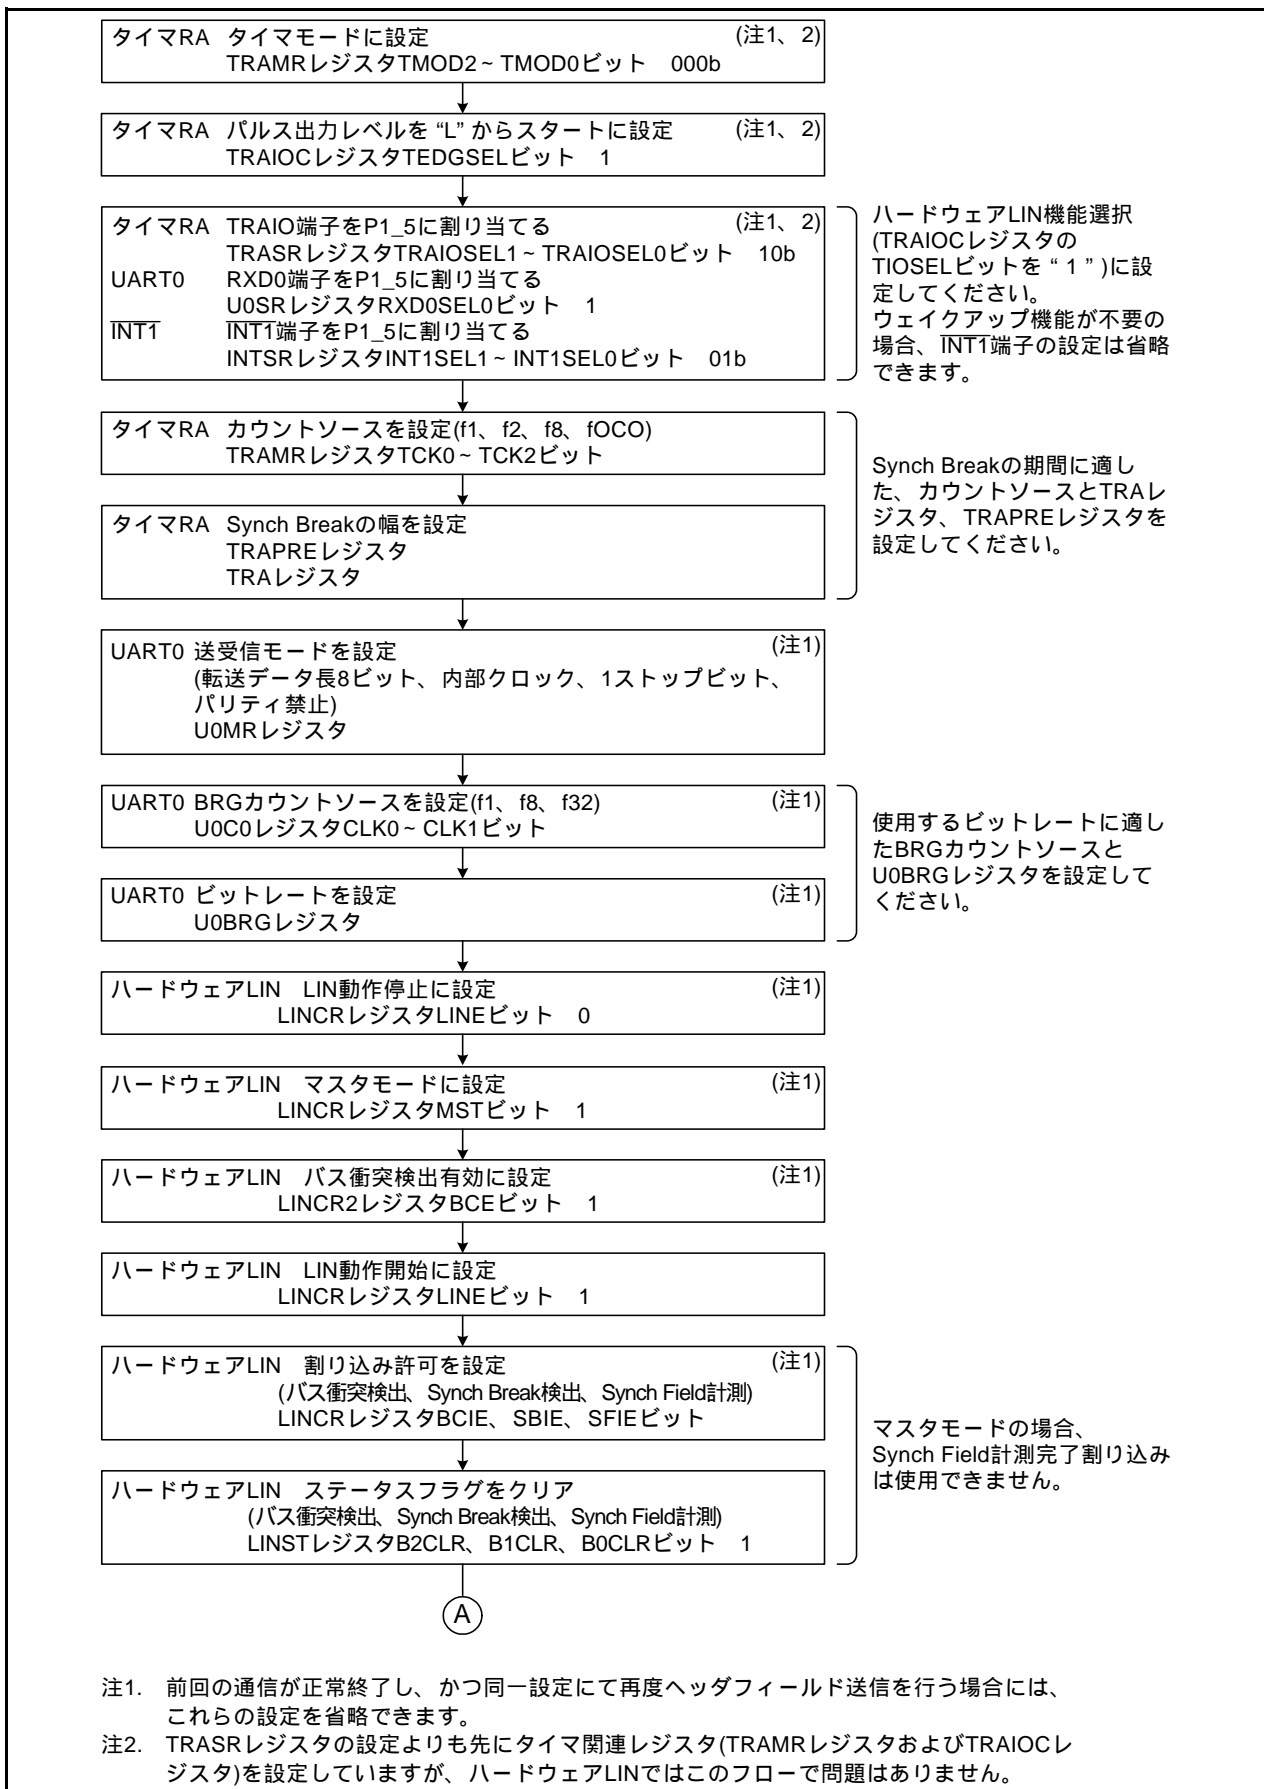 タイマRA タイマモードに設定 (注1、2)
TRAMRレジスタTMOD2~TMOD0ビット 000b
タイマRA パルス出力レベルを “L” からスタートに設定 (注1、2)
TRAIOCレジスタTEDGSELビット 1
タイマRA TRAIO端子をP1_5に割り当てる (注1、2)
TRASRレジスタTRAIOSEL1~TRAIOSEL0ビット 10b
UART0 RXD0端子をP1_5に割り当てる
U0SRレジスタRXD0SEL0ビット 1
INT1 INT1端子をP1_5に割り当てる
INTSRレジスタINT1SEL1~INT1SEL0ビット 01b
ハードウェアLIN機能選択
(TRAIOCレジスタの
TIOSELビットを “ 1 ” )に設
定してください。
ウェイクアップ機能が不要の
場合、INT1端子の設定は省略
できます。
タイマRA カウントソースを設定(f1、f2、f8、fOCO)
TRAMRレジスタTCK0~TCK2ビット
タイマRA Synch Breakの幅を設定
TRAPREレジスタ
TRAレジスタ
Synch Breakの期間に適し
た、カウントソースとTRAレ
ジスタ、TRAPREレジスタを
設定してください。
UART0 送受信モードを設定 (注1)
(転送データ長8ビット、内部クロック、1ストップビット、
パリティ禁止)
U0MRレジスタ
UART0 BRGカウントソースを設定(f1、f8、f32) (注1)
U0C0レジスタCLK0~CLK1ビット
UART0 ビットレートを設定 (注1)
U0BRGレジスタ
使用するビットレートに適し
たBRGカウントソースと
U0BRGレジスタを設定して
ください。
ハードウェアLIN LIN動作停止に設定 (注1)
LINCRレジスタLINEビット 0
ハードウェアLIN マスタモードに設定 (注1)
LINCRレジスタMSTビット 1
ハードウェアLIN バス衝突検出有効に設定 (注1)
LINCR2レジスタBCEビット 1
ハードウェアLIN LIN動作開始に設定
LINCRレジスタLINEビット 1
ハードウェアLIN 割り込み許可を設定 (注1)
(バス衝突検出、Synch Break検出、Synch Field計測)
LINCRレジスタBCIE、SBIE、SFIEビット
ハードウェアLIN ステータスフラグをクリア
(バス衝突検出、Synch Break検出、Synch Field計測)
LINSTレジスタB2CLR、B1CLR、B0CLRビット 1
マスタモードの場合、
Synch Field計測完了割り込み
は使用できません。
A
注1. 前回の通信が正常終了し、かつ同一設定にて再度ヘッダフィールド送信を行う場合には、
これらの設定を省略できます。
注2. TRASRレジスタの設定よりも先にタイマ関連レジスタ(TRAMRレジスタおよびTRAIOCレ
ジスタ)を設定していますが、ハードウェアLINではこのフローで問題はありません。